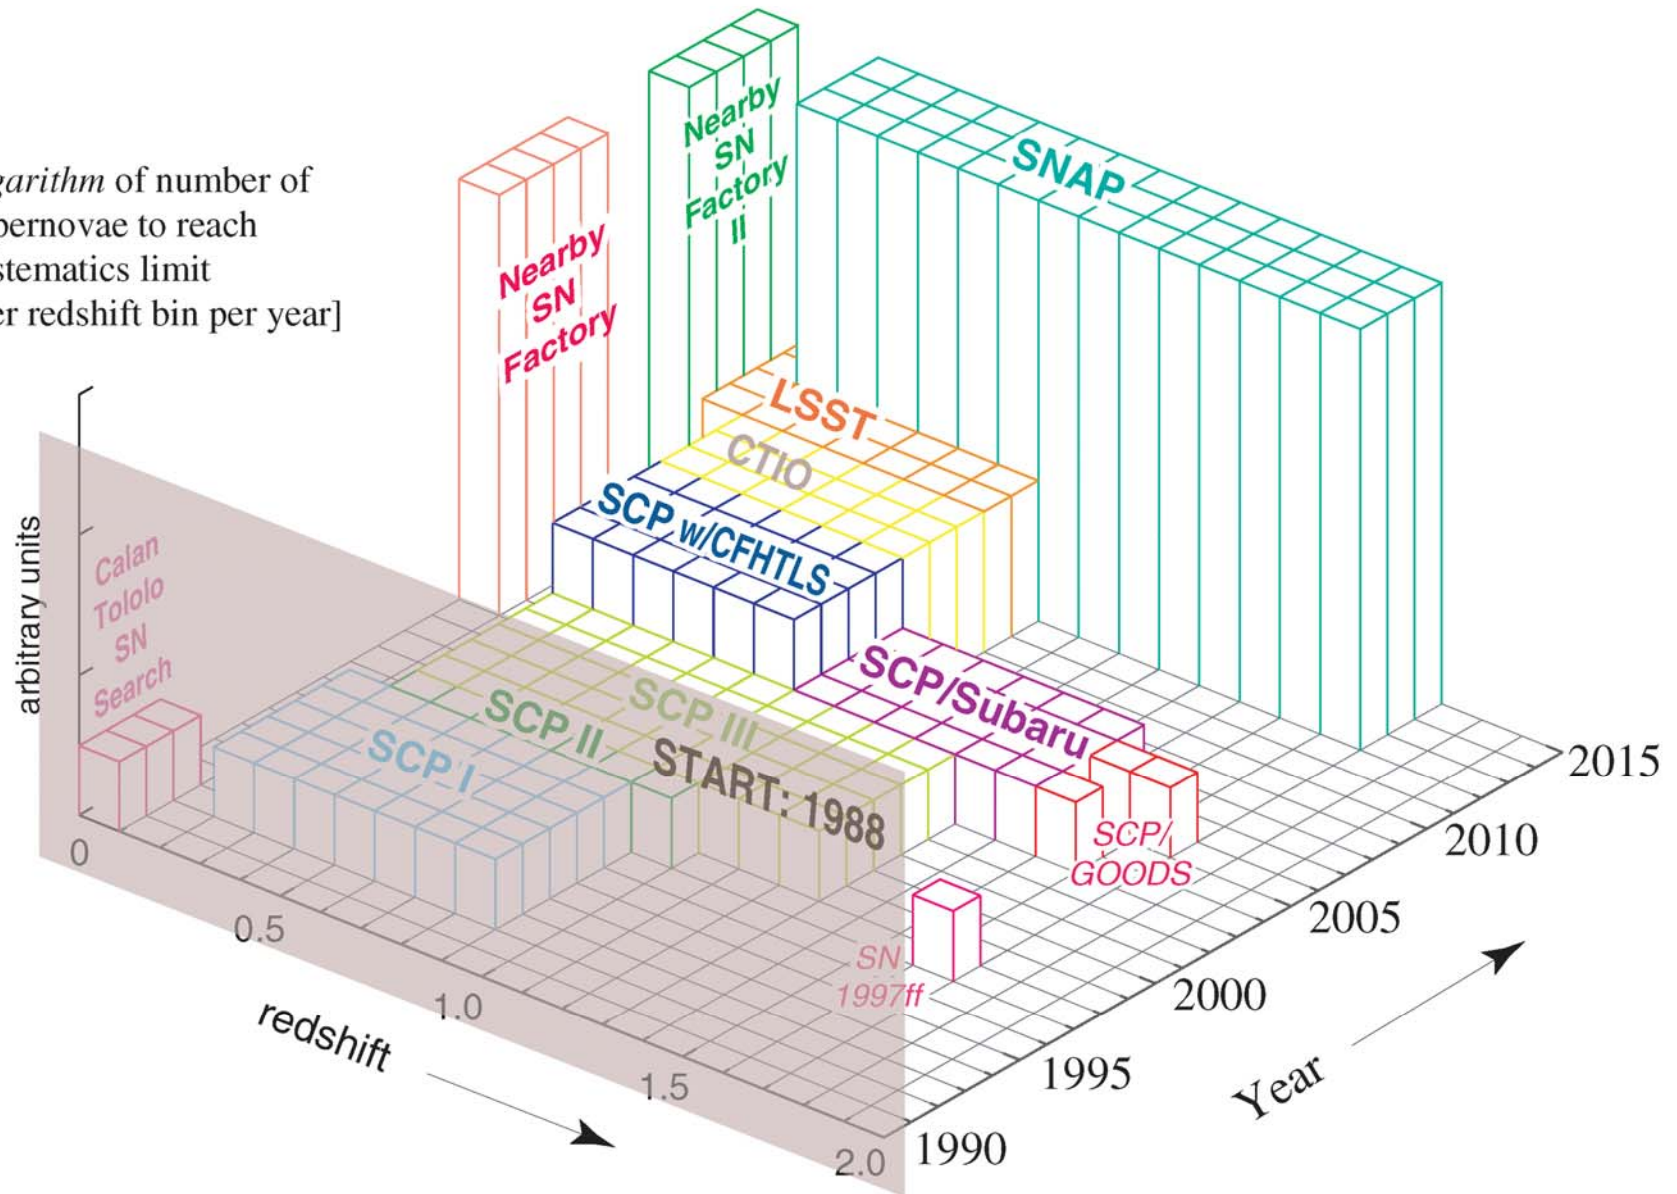 garithm of number of
pernovae to reach
stematics limit
er redshift bin per year]
Nearby
SN
Factory
II
SNAP
Nearby
SN
Factory
LSST
CTIO
SCP w/CFHTLS
arbitrary units
Calan
Tololo
SN
Search
SCP/Subaru
SCP III
SCP II
SCP I
START: 1988
SCP/
GOODS
SN
1997ff
0
0.5
1.0
1.5
2.0
redshift
1990
1995
2000
2005
2010
2015
Year